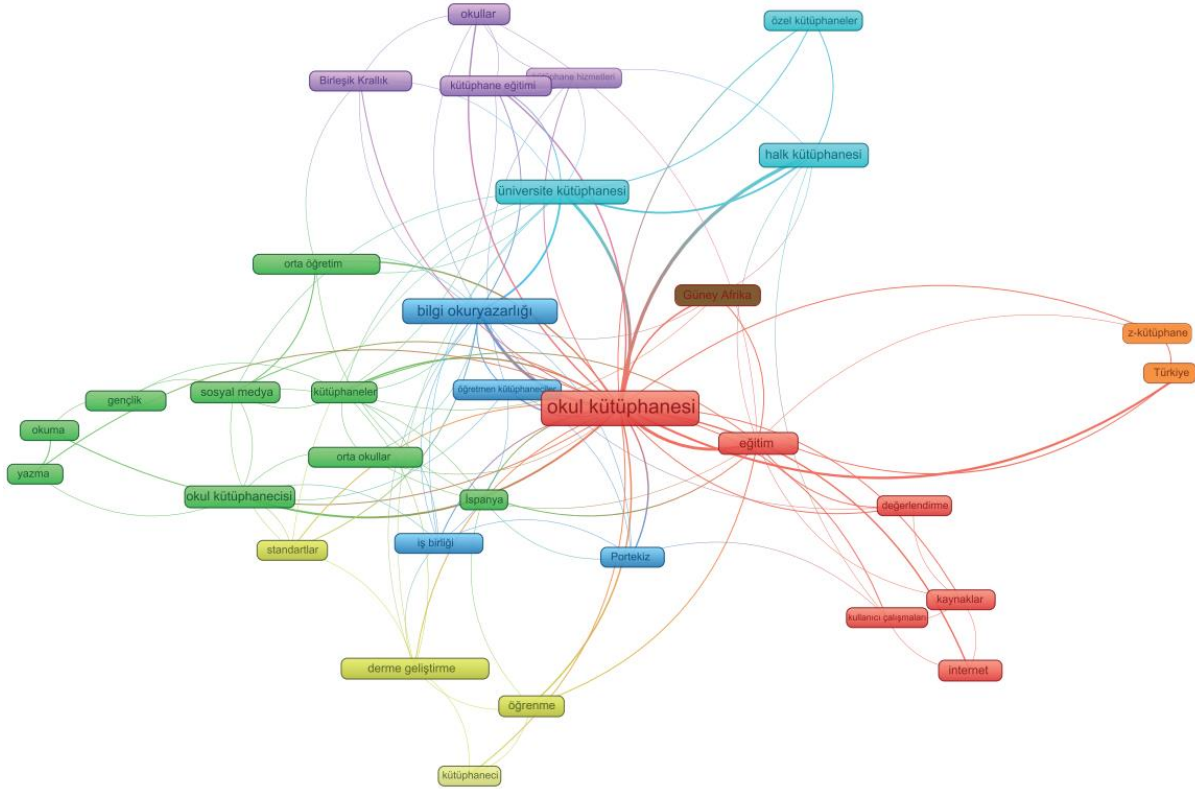 okullar
özel kütüphaneler
Birleşik Krallık
kütüphane eğitimi
kütüphane hizmetleri
halk kütüphanesi
üniversite kütüphanesi
orta öğretim
Güney Afrika
bilgi okuryazarlığı
z-kütüphane
Türkiye
sosyal medya
kütüphaneler
öğretmen kütüphaneciler
gençlik
okul kütüphanesi
okuma
eğitim
orta okullar
yazma
okul kütüphanecisi
İspanya
değerlendirme
iş birliği
standartlar
Portekiz
kaynaklar
kullanıcı çalışmaları
derme geliştirme
internet
öğrenme
kütüphaneci